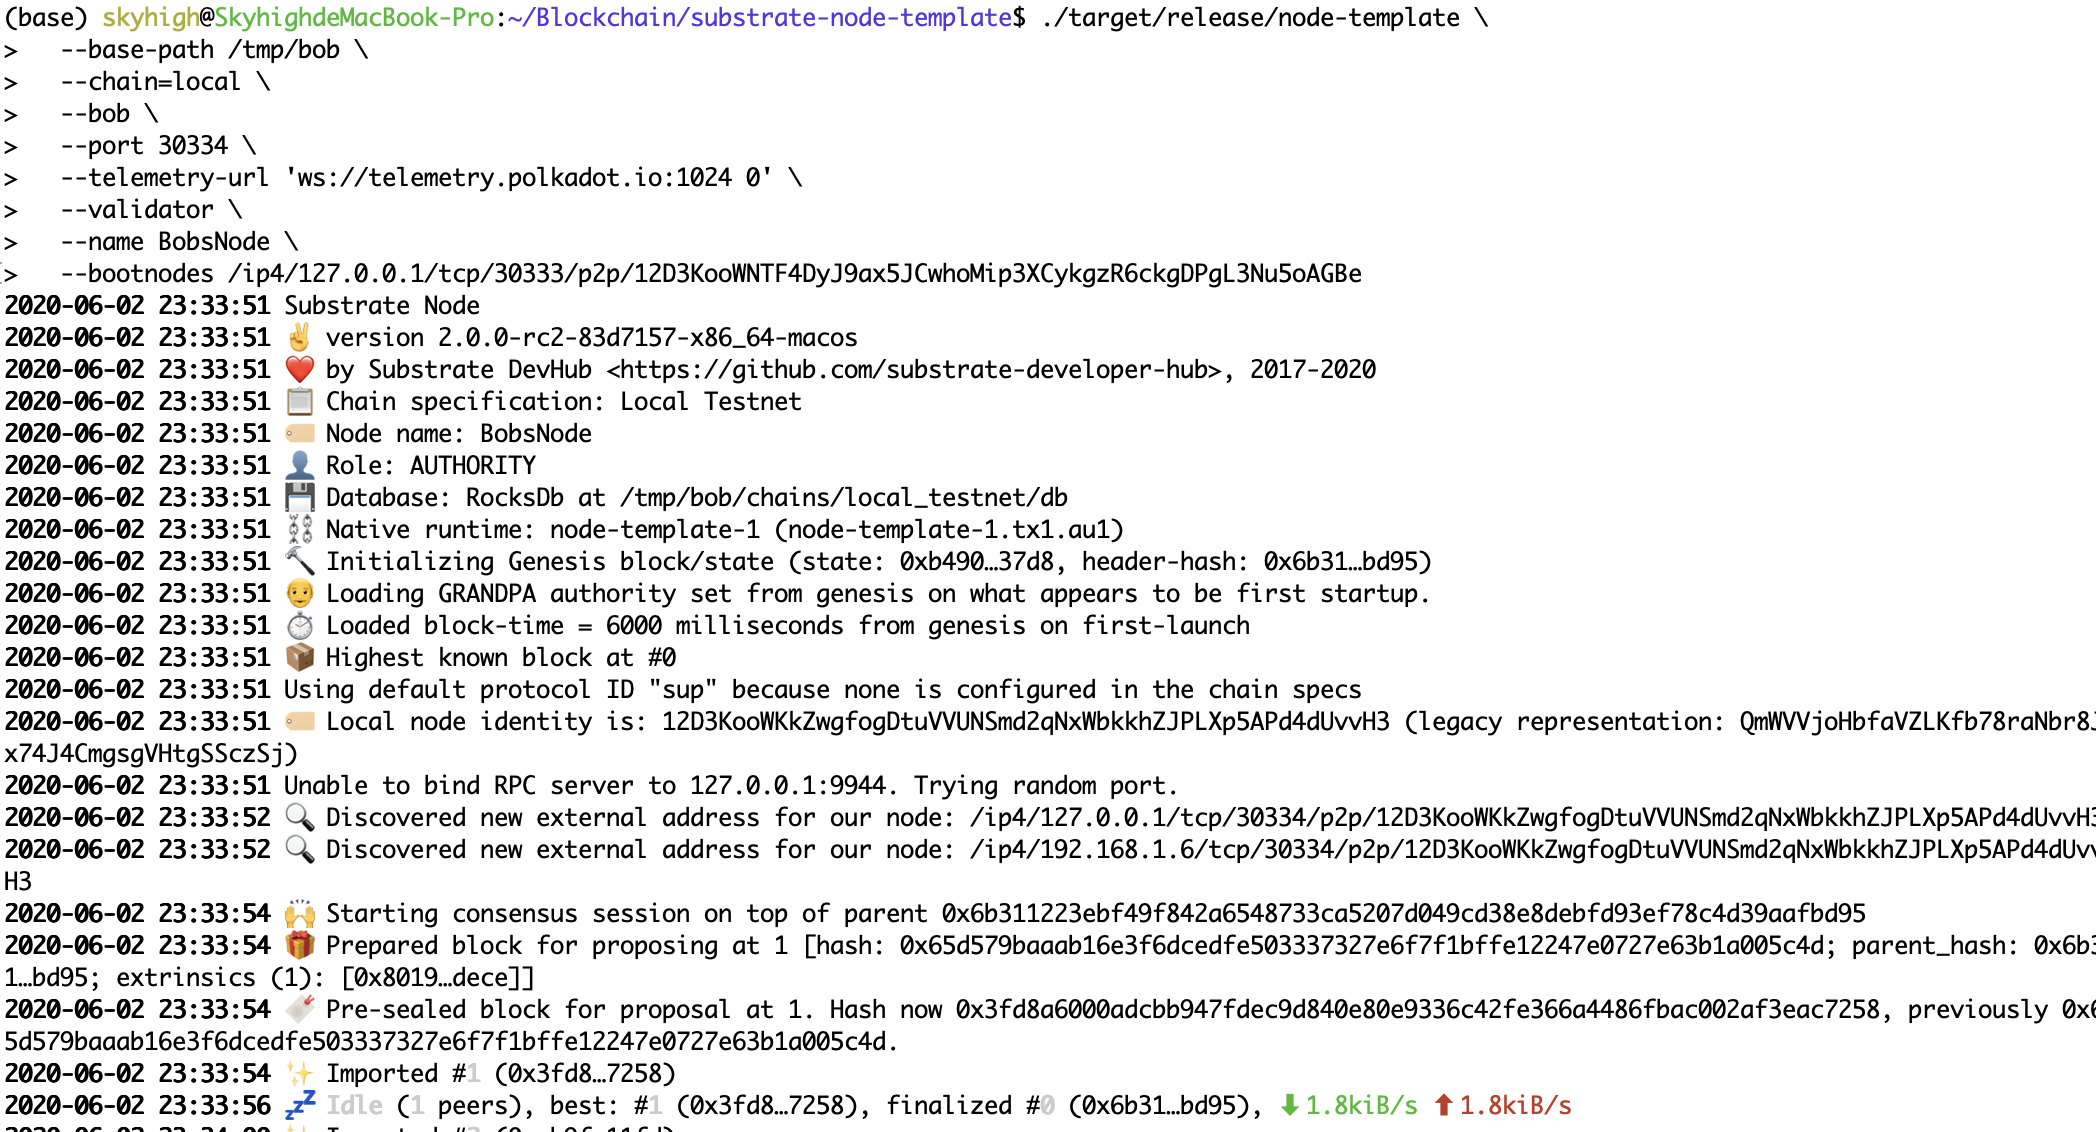 (base) skyhigh@SkyhighdeMacBook-Pro:~/Blockchain/substrate-node-template$ ./target/release/node-template \
>   --base-path /tmp/bob \
>   --chain=local \
>   --bob \
>   --port 30334 \
>   --telemetry-url 'ws://telemetry.polkadot.io:1024 0' \
>   --validator \
>   --name BobsNode \
>   --bootnodes /ip4/127.0.0.1/tcp/30333/p2p/12D3KooWNTF4DyJ9ax5JCwhoMip3XCykgzR6ckgDPgL3Nu5oAGBe
2020-06-02 23:33:51 Substrate Node
2020-06-02 23:33:51 ✌️ version 2.0.0-rc2-83d7157-x86_64-macos
2020-06-02 23:33:51 ❤️ by Substrate DevHub <https://github.com/substrate-developer-hub>, 2017-2020
2020-06-02 23:33:51 📋 Chain specification: Local Testnet
2020-06-02 23:33:51 🏷 Node name: BobsNode
2020-06-02 23:33:51 👤 Role: AUTHORITY
2020-06-02 23:33:51 💾 Database: RocksDb at /tmp/bob/chains/local_testnet/db
2020-06-02 23:33:51 ⛓ Native runtime: node-template-1 (node-template-1.tx1.au1)
2020-06-02 23:33:51 🔨 Initializing Genesis block/state (state: 0xb490…37d8, header-hash: 0x6b31…bd95)
2020-06-02 23:33:51 👴 Loading GRANDPA authority set from genesis on what appears to be first startup.
2020-06-02 23:33:51 ⏱ Loaded block-time = 6000 milliseconds from genesis on first-launch
2020-06-02 23:33:51 📦 Highest known block at #0
2020-06-02 23:33:51 Using default protocol ID "sup" because none is configured in the chain specs
2020-06-02 23:33:51 🏷 Local node identity is: 12D3KooWKkZwgfogDtuVVUNSmd2qNxWbkkhZJPLXp5APd4dUvvH3 (legacy representation: QmWVVjoHbfaVZLKfb78raNbr8J
x74J4CmgsgVHtgSSczSj)
2020-06-02 23:33:51 Unable to bind RPC server to 127.0.0.1:9944. Trying random port.
2020-06-02 23:33:52 🔍 Discovered new external address for our node: /ip4/127.0.0.1/tcp/30334/p2p/12D3KooWKkZwgfogDtuVVUNSmd2qNxWbkkhZJPLXp5APd4dUvvH3
2020-06-02 23:33:52 🔍 Discovered new external address for our node: /ip4/192.168.1.6/tcp/30334/p2p/12D3KooWKkZwgfogDtuVVUNSmd2qNxWbkkhZJPLXp5APd4dUvv
H3
2020-06-02 23:33:54 🙌 Starting consensus session on top of parent 0x6b311223ebf49f842a6548733ca5207d049cd38e8debfd93ef78c4d39aafbd95
2020-06-02 23:33:54 🎁 Prepared block for proposing at 1 [hash: 0x65d579baaab16e3f6dcedfe503337327e6f7f1bffe12247e0727e63b1a005c4d; parent_hash: 0x6b3
1…bd95; extrinsics (1): [0x8019…dece]]
2020-06-02 23:33:54 🔖 Pre-sealed block for proposal at 1. Hash now 0x3fd8a6000adcbb947fdec9d840e80e9336c42fe366a4486fbac002af3eac7258, previously 0x6
5d579baaab16e3f6dcedfe503337327e6f7f1bffe12247e0727e63b1a005c4d.
2020-06-02 23:33:54 ✨ Imported #1 (0x3fd8…7258)
2020-06-02 23:33:56 💤 Idle (1 peers), best: #1 (0x3fd8…7258), finalized #0 (0x6b31…bd95), ⬇ 1.8kiB/s ⬆ 1.8kiB/s